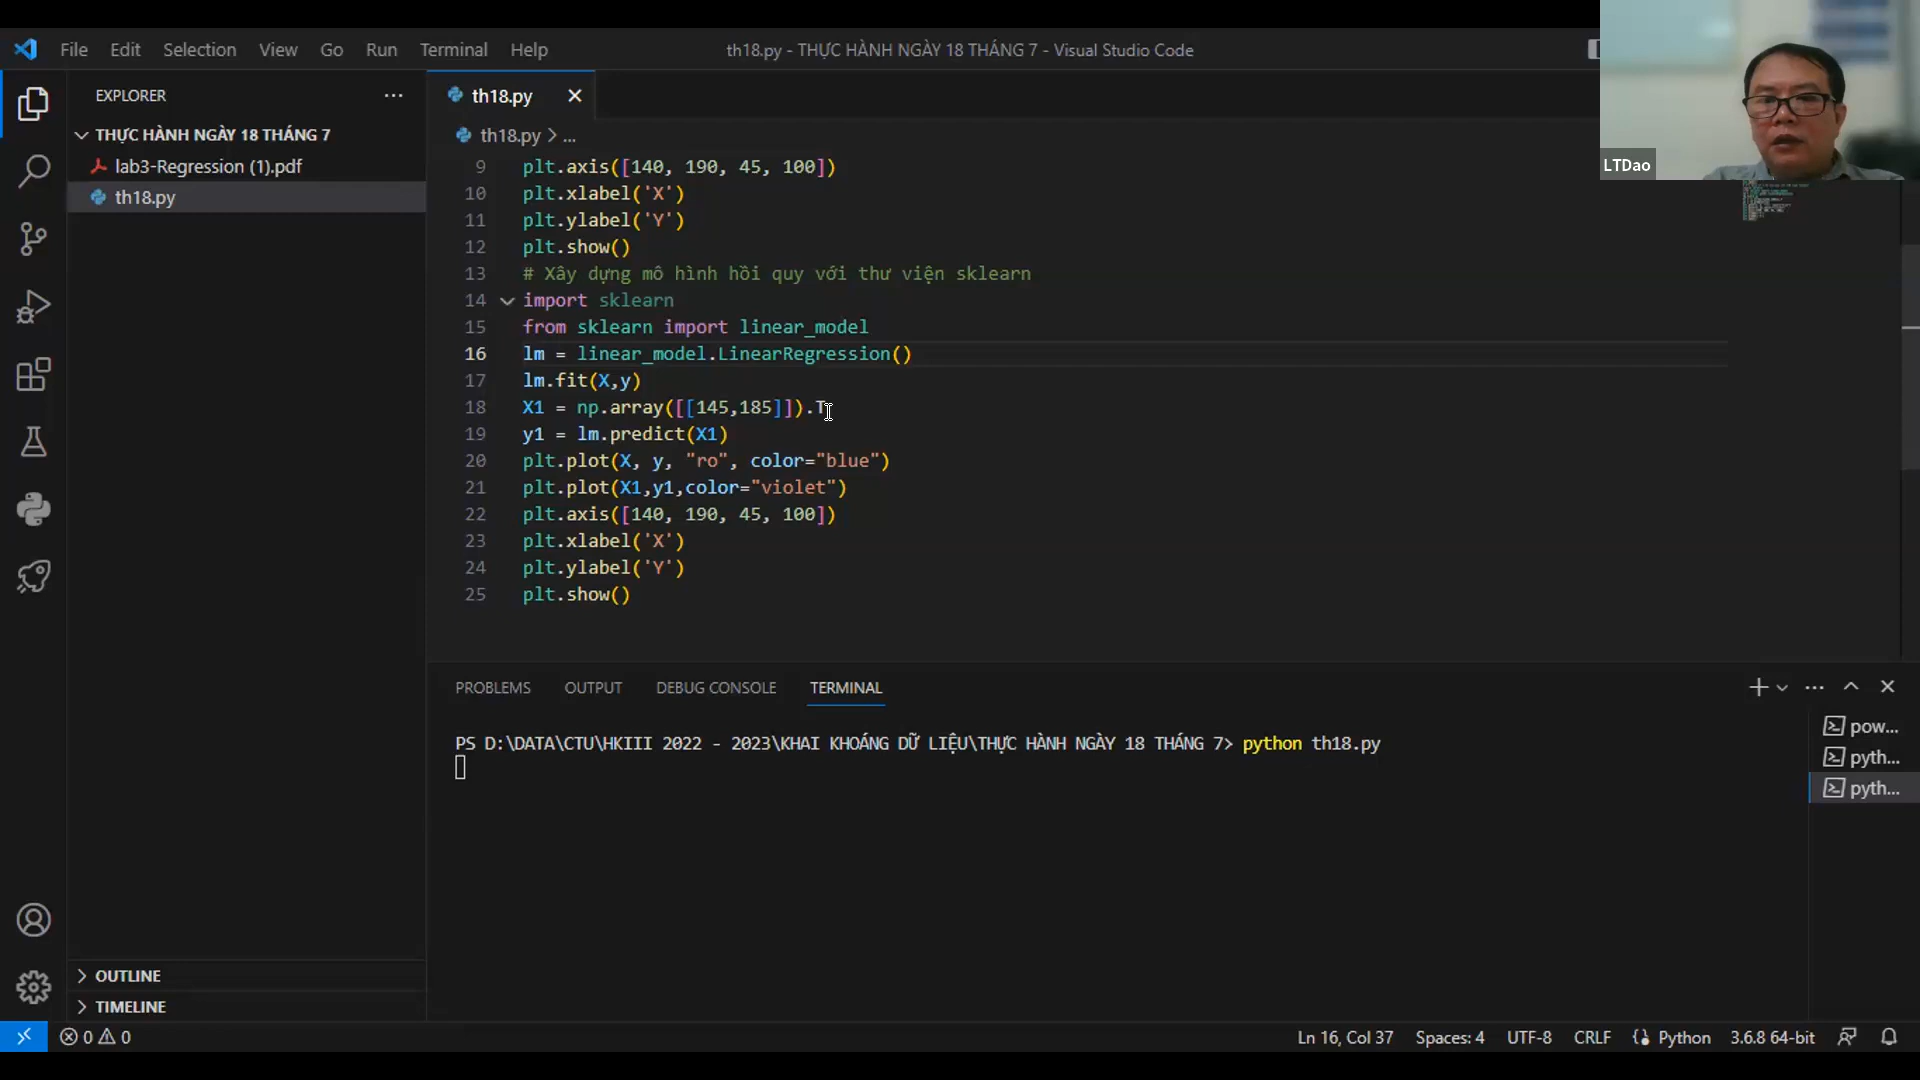 File Edit Selection View Go Run Terminal Help
th18.py - THỰC HÀNH NGÀY 18 THÁNG 7 - Visual Studio Code
LTDao
EXPLORER
THỰC HÀNH NGÀY 18 THÁNG 7
lab3-Regression (1).pdf
th18.py
OUTLINE
TIMELINE
th18.py
th18.py > ...
9 plt.axis([140, 190, 45, 100])
10 plt.xlabel('X')
11 plt.ylabel('Y')
12 plt.show()
13 # Xây dựng mô hình hồi quy với thư viện sklearn
14 import sklearn
15 from sklearn import linear_model
16 lm = linear_model.LinearRegression()
17 lm.fit(X,y)
18 X1 = np.array([[145,185]]).T
19 y1 = lm.predict(X1)
20 plt.plot(X, y, "ro", color="blue")
21 plt.plot(X1,y1,color="violet")
22 plt.axis([140, 190, 45, 100])
23 plt.xlabel('X')
24 plt.ylabel('Y')
25 plt.show()
PROBLEMS OUTPUT DEBUG CONSOLE TERMINAL
PS D:\DATA\CTU\HKIII 2022 - 2023\KHAI KHOÁNG DỮ LIỆU\THỰC HÀNH NGÀY 18 THÁNG 7> python th18.py
pow...
pyth...
pyth...
0 0
Ln 16, Col 37 Spaces: 4 UTF-8 CRLF Python 3.6.8 64-bit